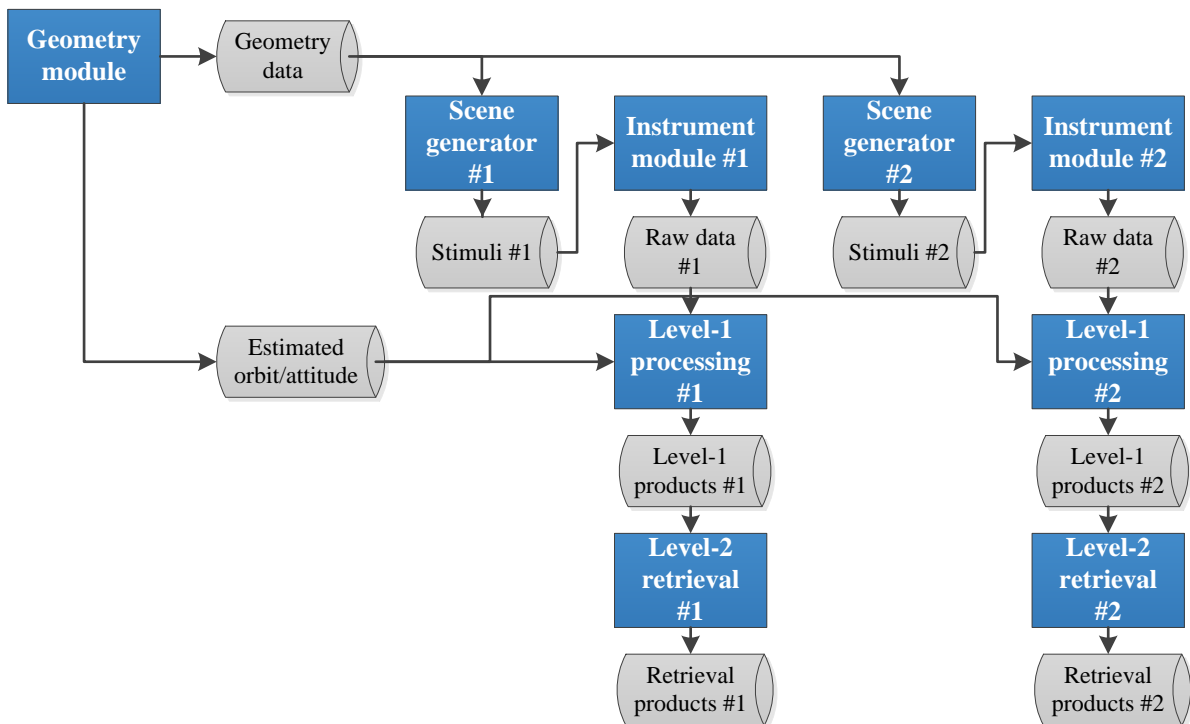 Geometry
module
Geometry
data
Scene
generator
#1
Instrument
module #1
Scene
generator
#2
Instrument
module #2
Stimuli #1
Raw data
#1
Stimuli #2
Raw data
#2
Estimated
orbit/attitude
Level-1
processing
#1
Level-1
processing
#2
Level-1
products #1
Level-1
products #2
Level-2
retrieval
#1
Level-2
retrieval
#2
Retrieval
products #1
Retrieval
products #2